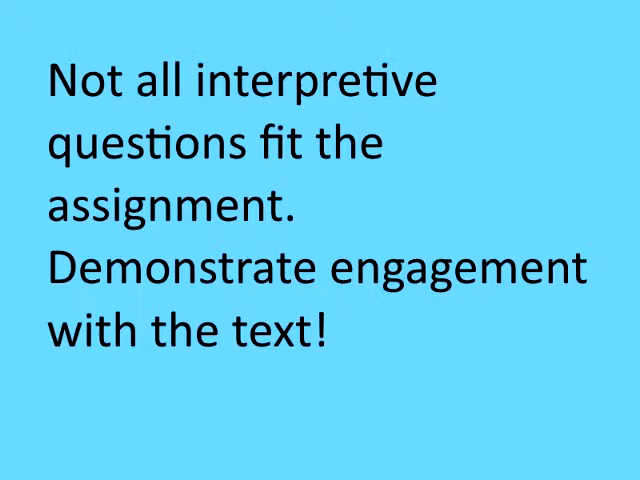 Not all interpretive
questions fit the
assignment.
Demonstrate engagement
with the text!